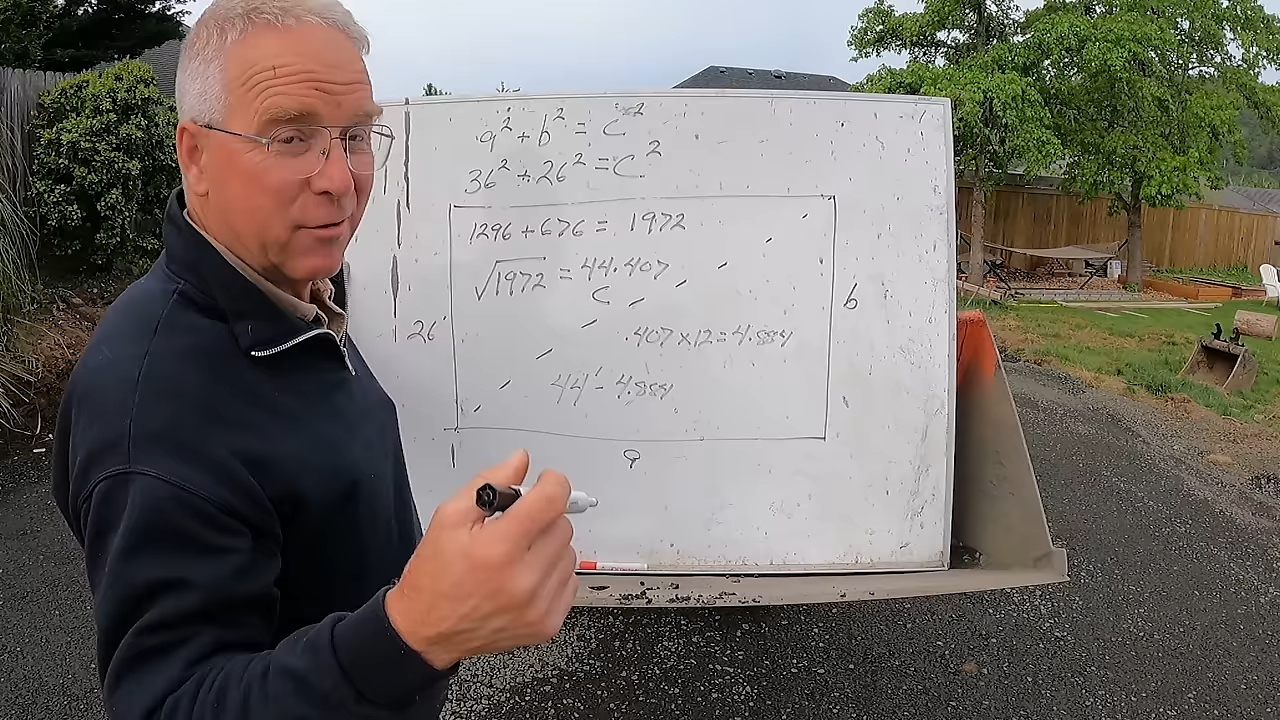 a² + b² = c²
36² + 26² = C²
1296 + 676 = 1972
√1972 = 44.407
C
26'
b
.407 x 12 = 4.884
44' - 4.884
a